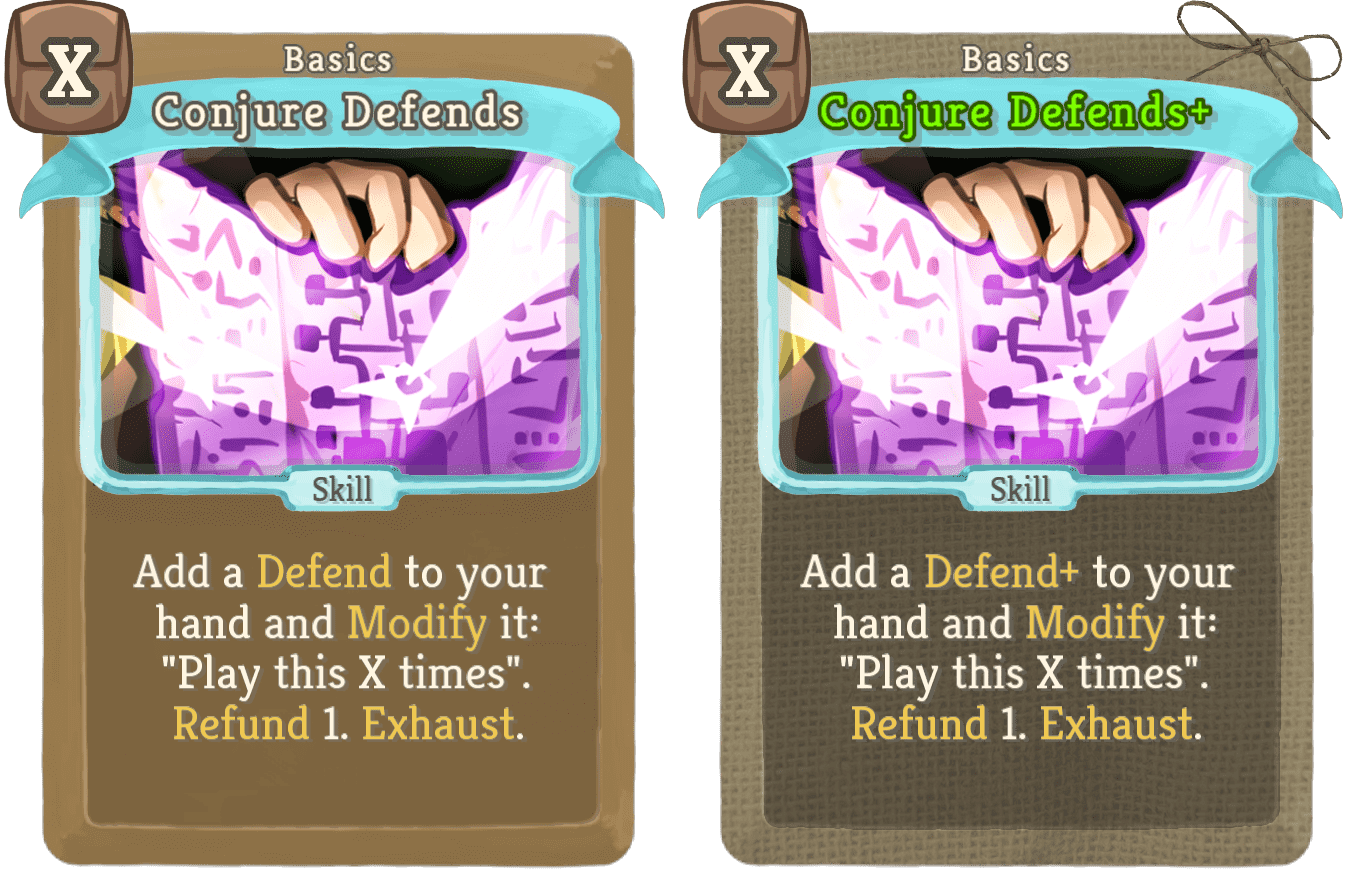 X
Basics
Conjure Defends
Skill
Add a Defend to your
hand and Modify it:
"Play this X times".
Refund 1. Exhaust.
X
Basics
Conjure Defends+
Skill
Add a Defend+ to your
hand and Modify it:
"Play this X times".
Refund 1. Exhaust.